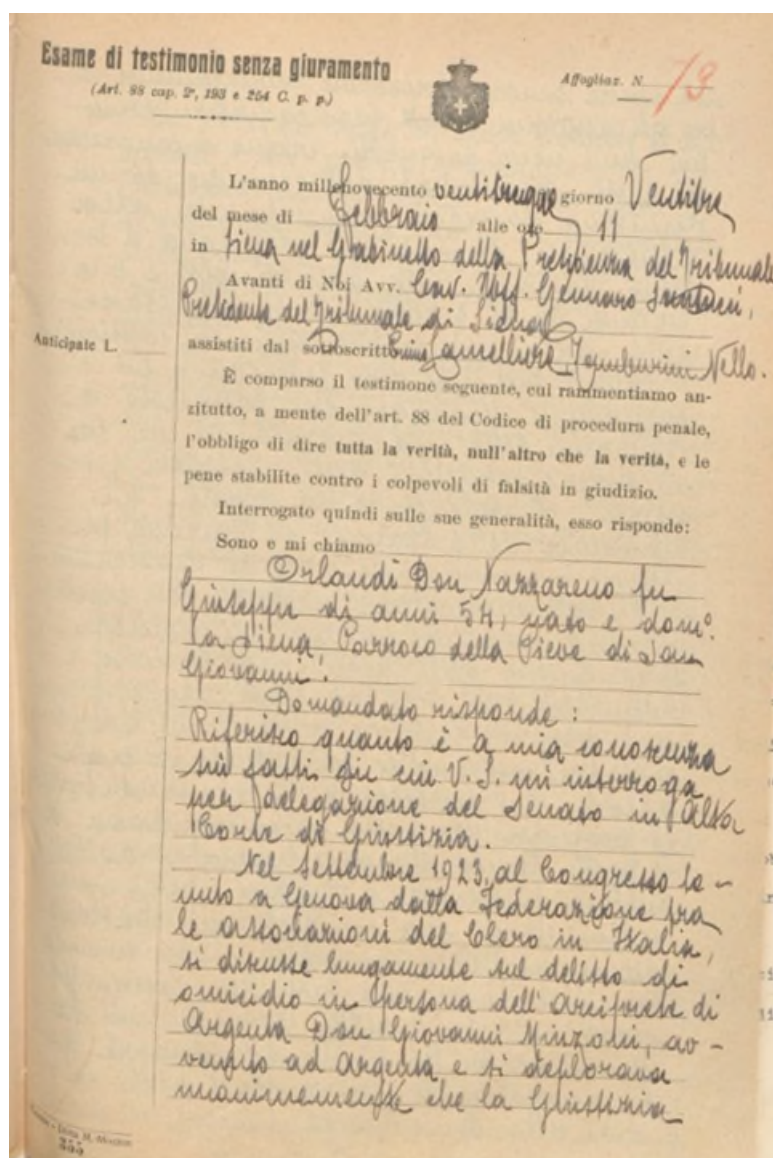 Esame di testimonio senza giuramento
(Art. 88 cap. 2º, 193 e 254 C. p. p.)
Affogliaz. N. 73
L'anno millenovecento venticinque giorno Ventitre
del mese di Febbraio alle ore 11
in Siena nel Gabinetto della Presidenza del Tribunale
Avanti di Noi Avv. Cav. Uff. Gennaro
Presidente del Tribunale di Siena
Anticipate L.
assistiti dal sottoscritto Cancelliere Tamburini Nello.
È comparso il testimone seguente, cui rammentiamo an-
zitutto, a mente dell'art. 88 del Codice di procedura penale,
l'obbligo di dire tutta la verità, null'altro che la verità, e le
pene stabilite contro i colpevoli di falsità in giudizio.
Interrogato quindi sulle sue generalità, esso risponde:
Sono e mi chiamo
Orlandi Don Nazzareno fu
Giuseppe di anni 54, nato e domº.
a Siena, Parroco della Pieve di San
Giovanni.
Domandato risponde:
Riferisco quanto è a mia conoscenza
sui fatti su cui V. S. mi interroga
per delegazione del Senato in Alta
Corte di Giustizia.
Nel Settembre 1923, al Congresso te-
nuto a Genova dalla Federazione fra
le associazioni del Clero in Italia,
si discusse lungamente sul delitto di
omicidio in persona dell'Arciprete di
Argenta Don Giovanni Minzoni, av-
venuto ad Argenta e si deplorava
unanimemente che la Giustizia
355